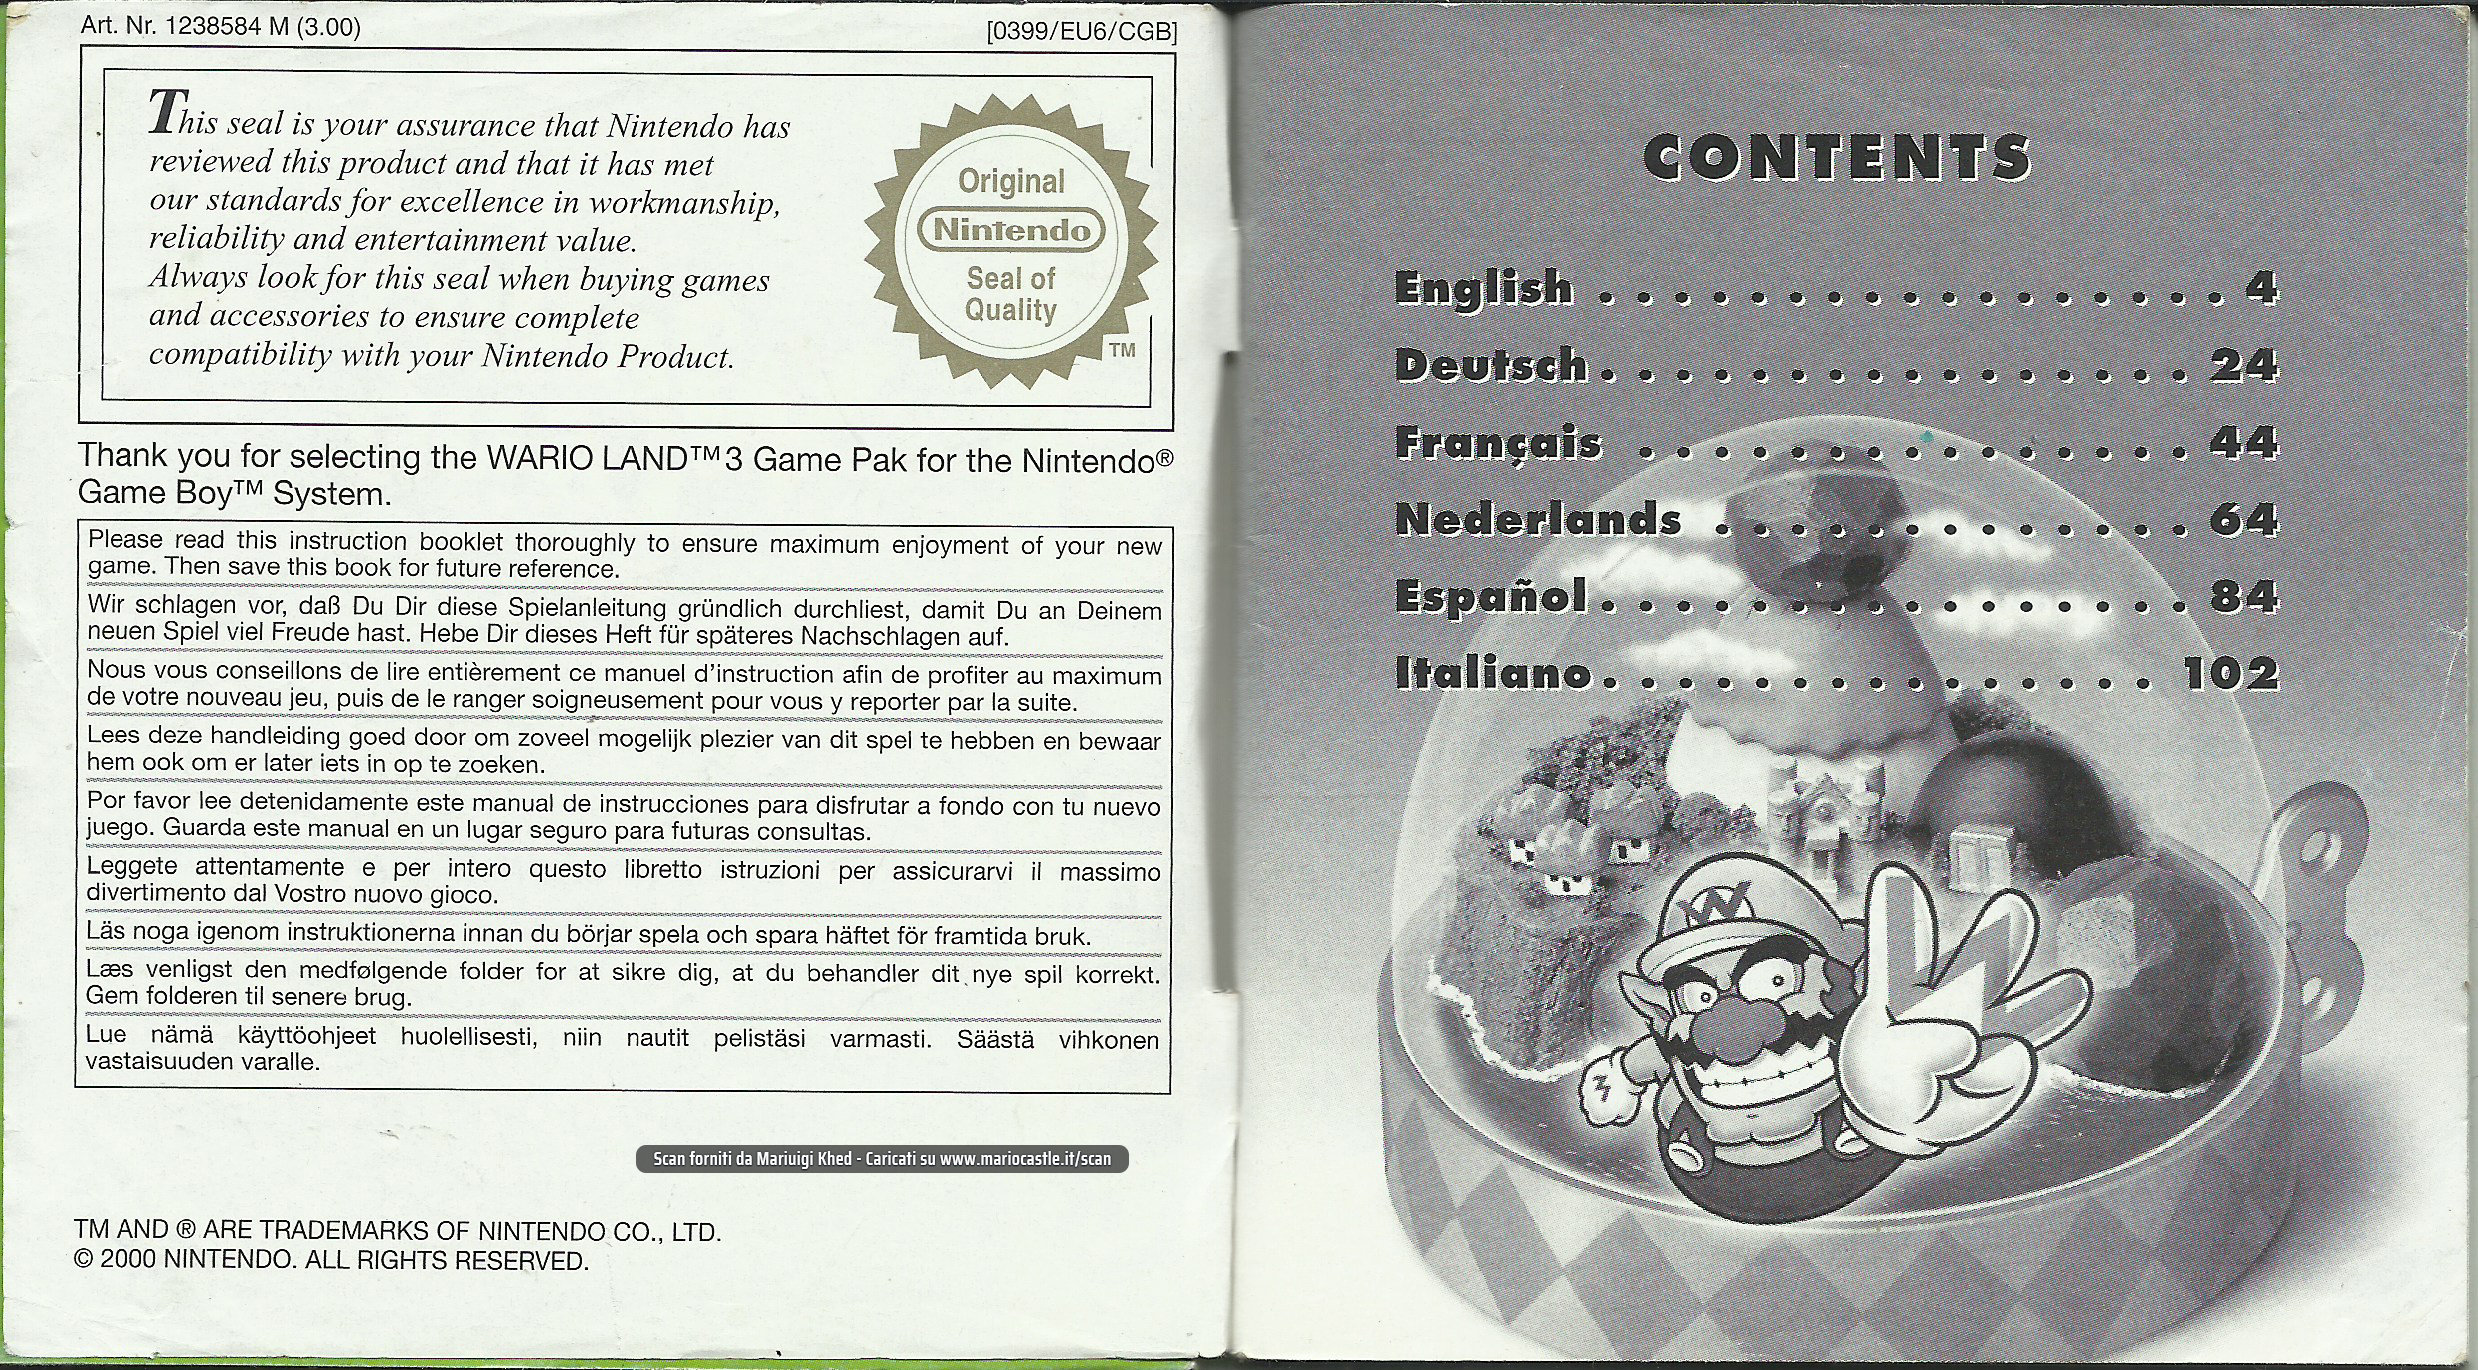 Art. Nr. 1238584 M (3.00)
[0399/EU6/CGB]
This seal is your assurance that Nintendo has
reviewed this product and that it has met
our standards for excellence in workmanship,
reliability and entertainment value.
Always look for this seal when buying games
and accessories to ensure complete
compatibility with your Nintendo Product.
Original
Nintendo
Seal of
Quality
TM
Thank you for selecting the WARIO LAND™3 Game Pak for the Nintendo®
Game Boy™ System.
Please read this instruction booklet thoroughly to ensure maximum enjoyment of your new
game. Then save this book for future reference.
Wir schlagen vor, daß Du Dir diese Spielanleitung gründlich durchliest, damit Du an Deinem
neuen Spiel viel Freude hast. Hebe Dir dieses Heft für späteres Nachschlagen auf.
Nous vous conseillons de lire entièrement ce manuel d'instruction afin de profiter au maximum
de votre nouveau jeu, puis de le ranger soigneusement pour vous y reporter par la suite.
Lees deze handleiding goed door om zoveel mogelijk plezier van dit spel te hebben en bewaar
hem ook om er later iets in op te zoeken.
Por favor lee detenidamente este manual de instrucciones para disfrutar a fondo con tu nuevo
juego. Guarda este manual en un lugar seguro para futuras consultas.
Leggete attentamente e per intero questo libretto istruzioni per assicurarvi il massimo
divertimento dal Vostro nuovo gioco.
Läs noga igenom instruktionerna innan du börjar spela och spara häftet för framtida bruk.
Læs venligst den medfølgende folder for at sikre dig, at du behandler dit nye spil korrekt.
Gem folderen til senere brug.
Lue nämä käyttöohjeet huolellisesti, niin nautit pelistäsi varmasti. Säästä vihkonen
vastaisuuden varalle.
Scan forniti da Mariuigi Khed - Caricati su www.mariocastle.it/scan
TM AND ® ARE TRADEMARKS OF NINTENDO CO., LTD.
© 2000 NINTENDO. ALL RIGHTS RESERVED.
CONTENTS
English . . . . . . . . . . . . . . . . . 4
Deutsch . . . . . . . . . . . . . . . . 24
Français . . . . . . . . . . . . . . . 44
Nederlands . . . . . . . . . . . . . 64
Español . . . . . . . . . . . . . . . . 84
Italiano . . . . . . . . . . . . . . . 102
W